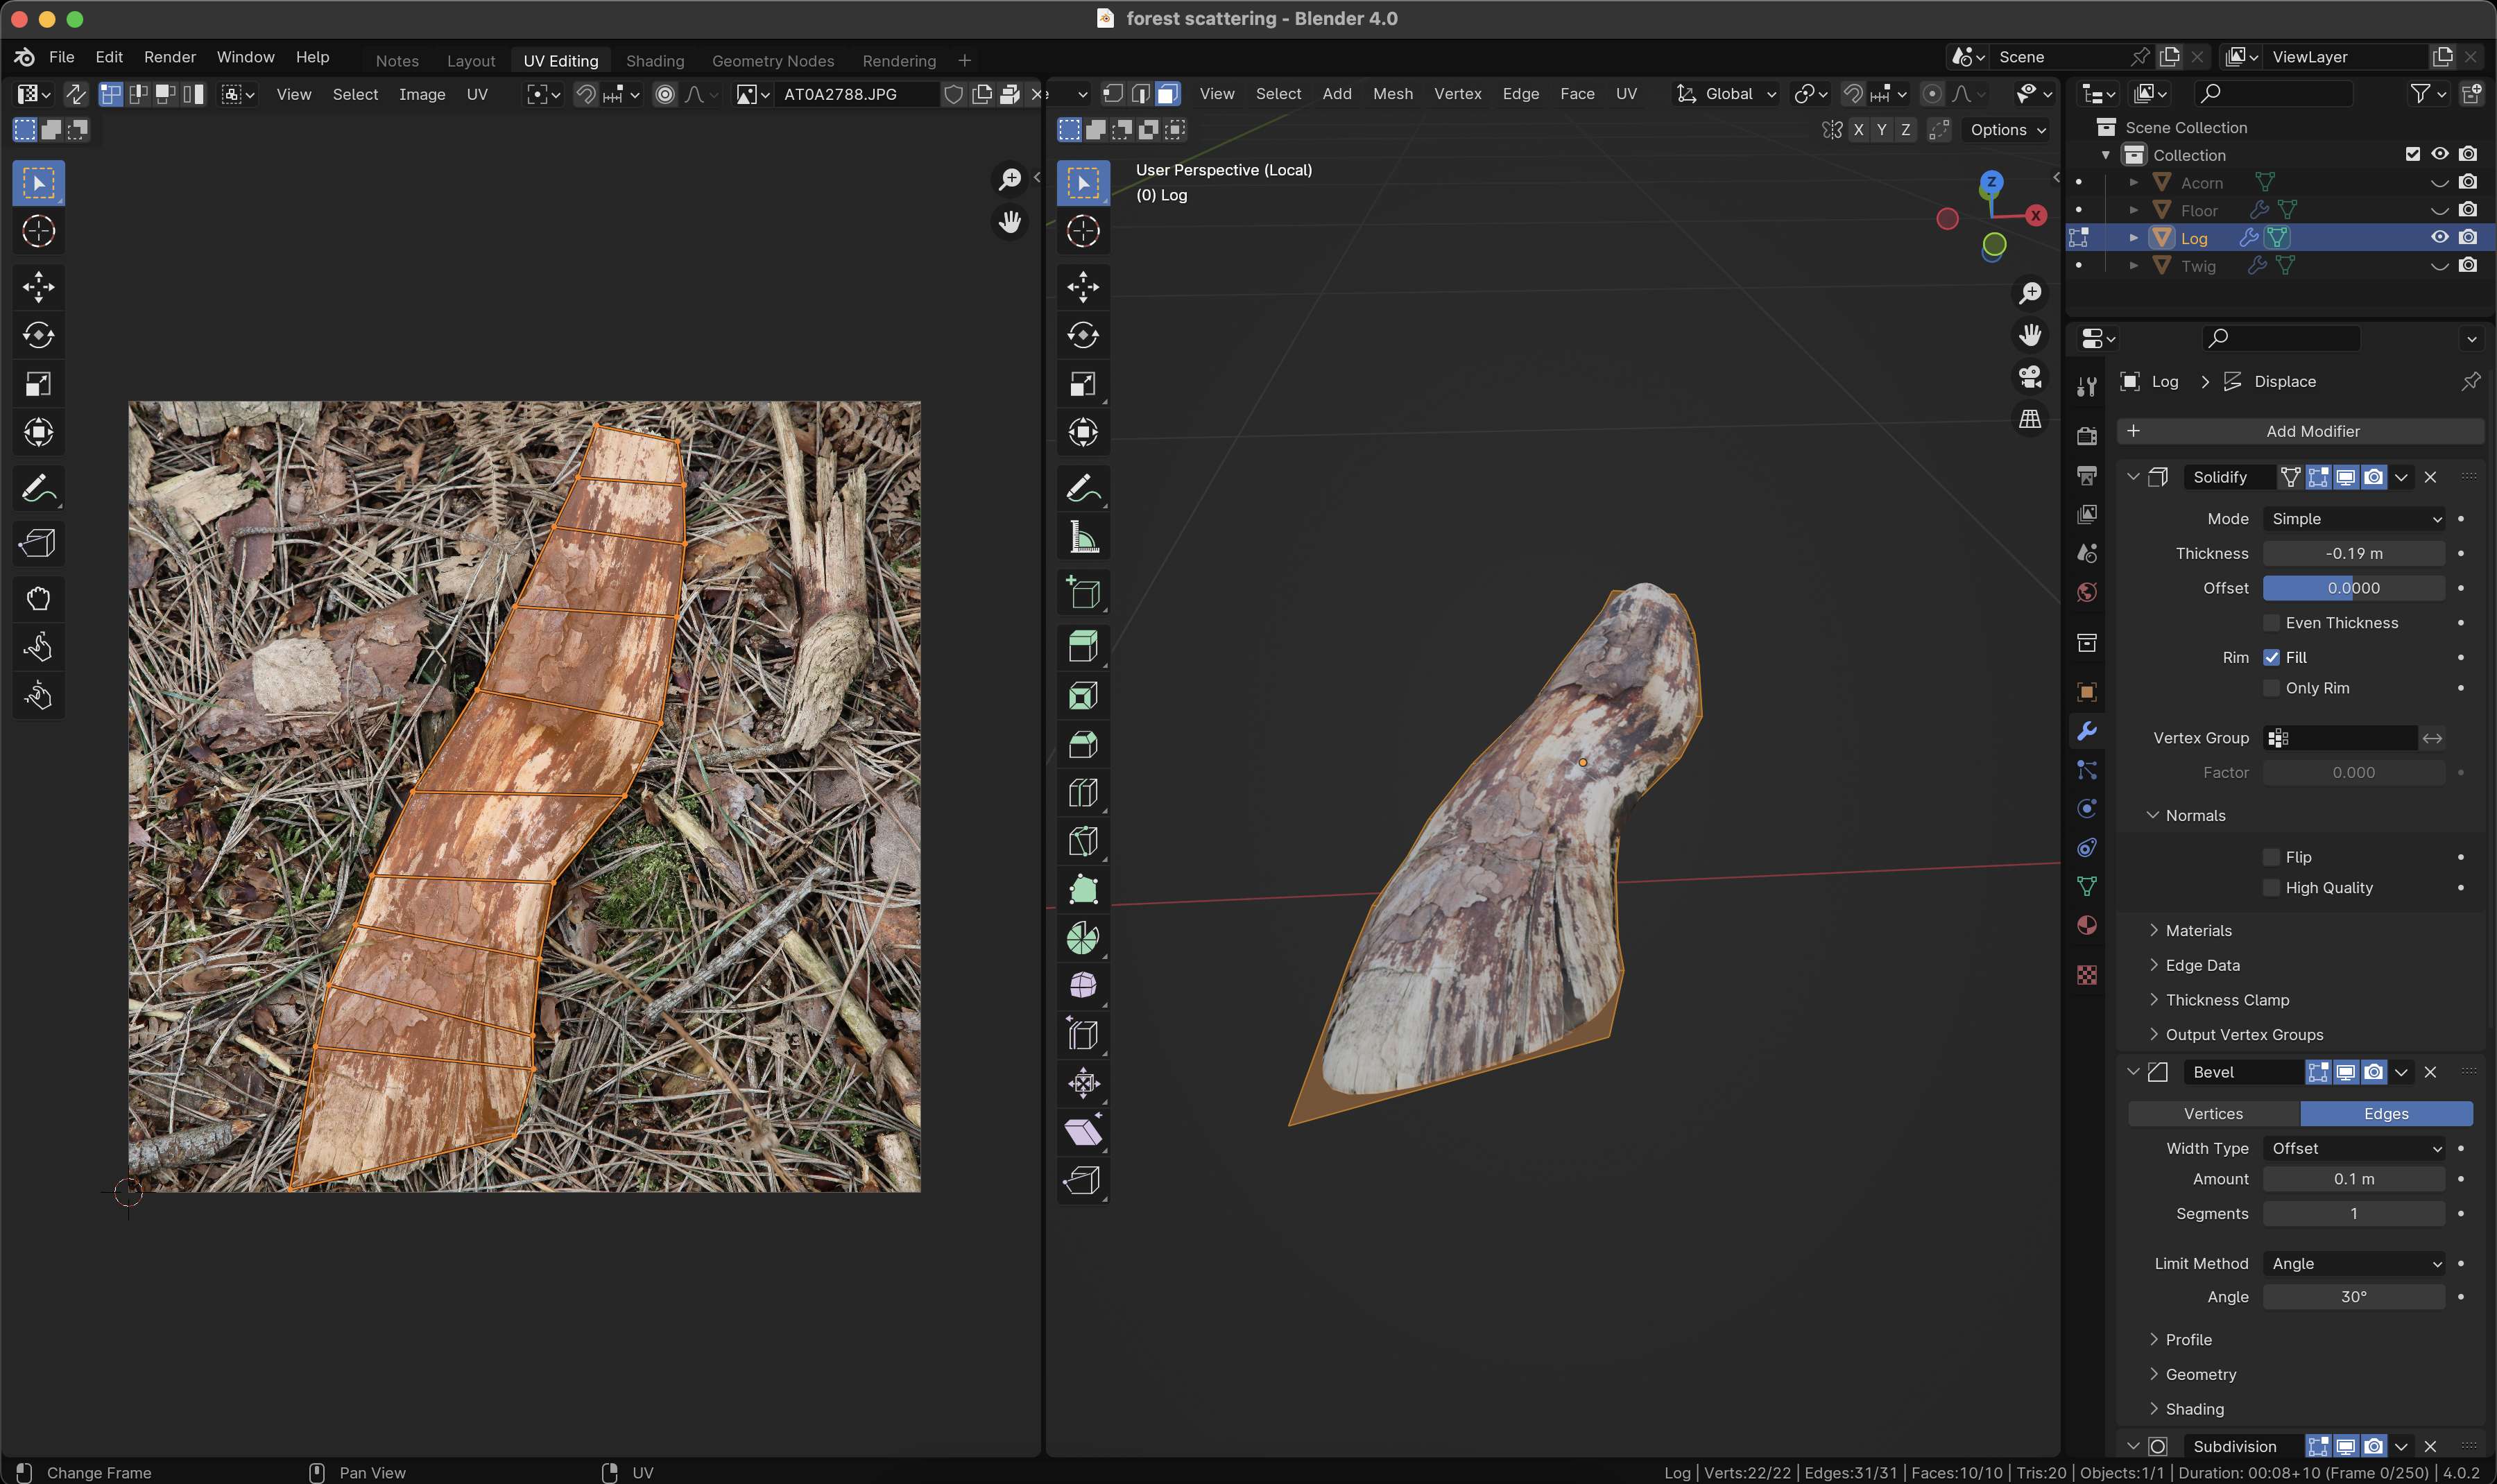 forest scattering - Blender 4.0
File Edit Render Window Help
Notes Layout UV Editing Shading Geometry Nodes Rendering +
Scene
ViewLayer
View Select Image UV
AT0A2788.JPG
View Select Add Mesh Vertex Edge Face UV
Global
X Y Z
Options
User Perspective (Local)
(0) Log
Z
X
Scene Collection
Collection
Acorn
Floor
Log
Twig
Log > Displace
+ Add Modifier
Solidify
Mode Simple
Thickness -0.19 m
Offset 0.0000
Even Thickness
Rim Fill
Only Rim
Vertex Group
Factor 0.000
Normals
Flip
High Quality
Materials
Edge Data
Thickness Clamp
Output Vertex Groups
Bevel
Vertices Edges
Width Type Offset
Amount 0.1 m
Segments 1
Limit Method Angle
Angle 30°
Profile
Geometry
Shading
Subdivision
Change Frame
Pan View
UV
Log | Verts:22/22 | Edges:31/31 | Faces:10/10 | Tris:20 | Objects:1/1 | Duration: 00:08+10 (Frame 0/250) | 4.0.2